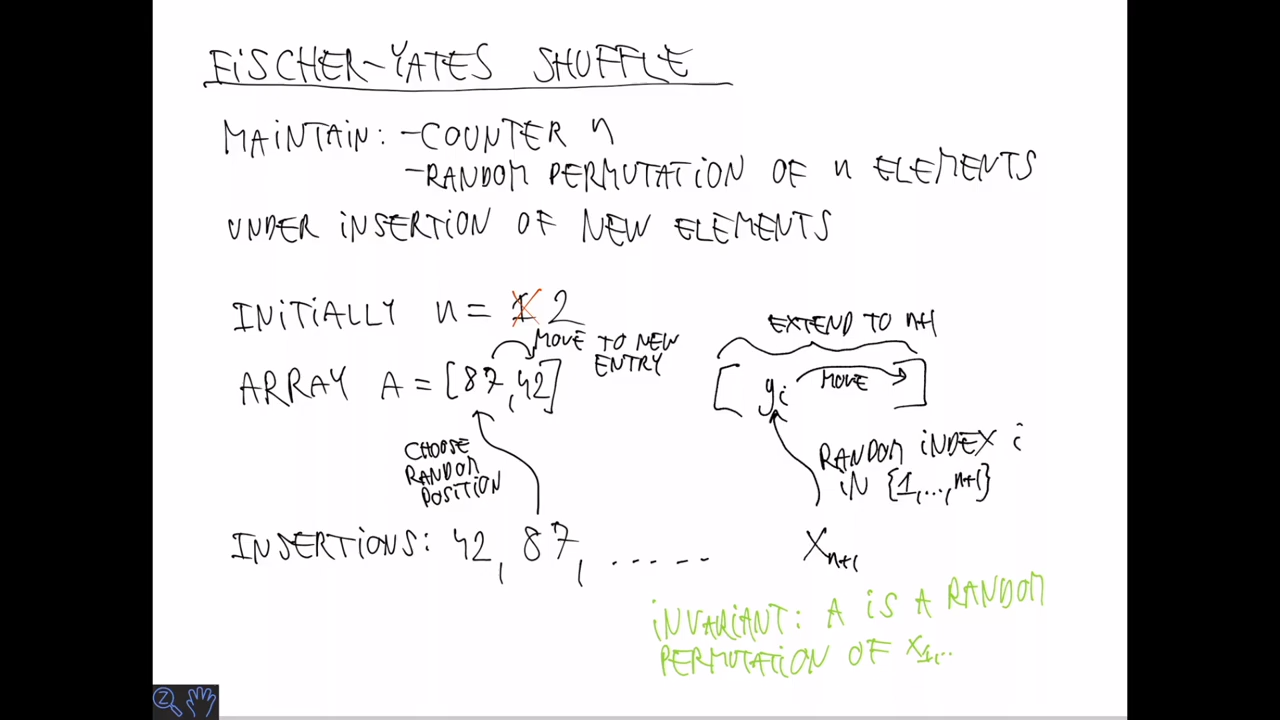 FiSCHER-YATES SHUFFLE
MAiNTAiN: -COUNTER n
-RANDOM PERMUTATiON OF n ELEMENTS
UNDER iNSERTiON OF NEW ELEMENTS
INiTiALLY n = 1 2
EXTEND TO n+1
MOVE TO NEW
ENTRY
ARRAY A = [87, 42]
[ yi MOVE ]
CHOOSE
RANDOM
POSiTiON
RANDOM iNDEX i
iN {1,...,n+1}
INSERTiONS: 42, 87, ......
Xn+1
iNVARiANT: A iS A RANDOM
PERMUTATiON OF X1,..
Z